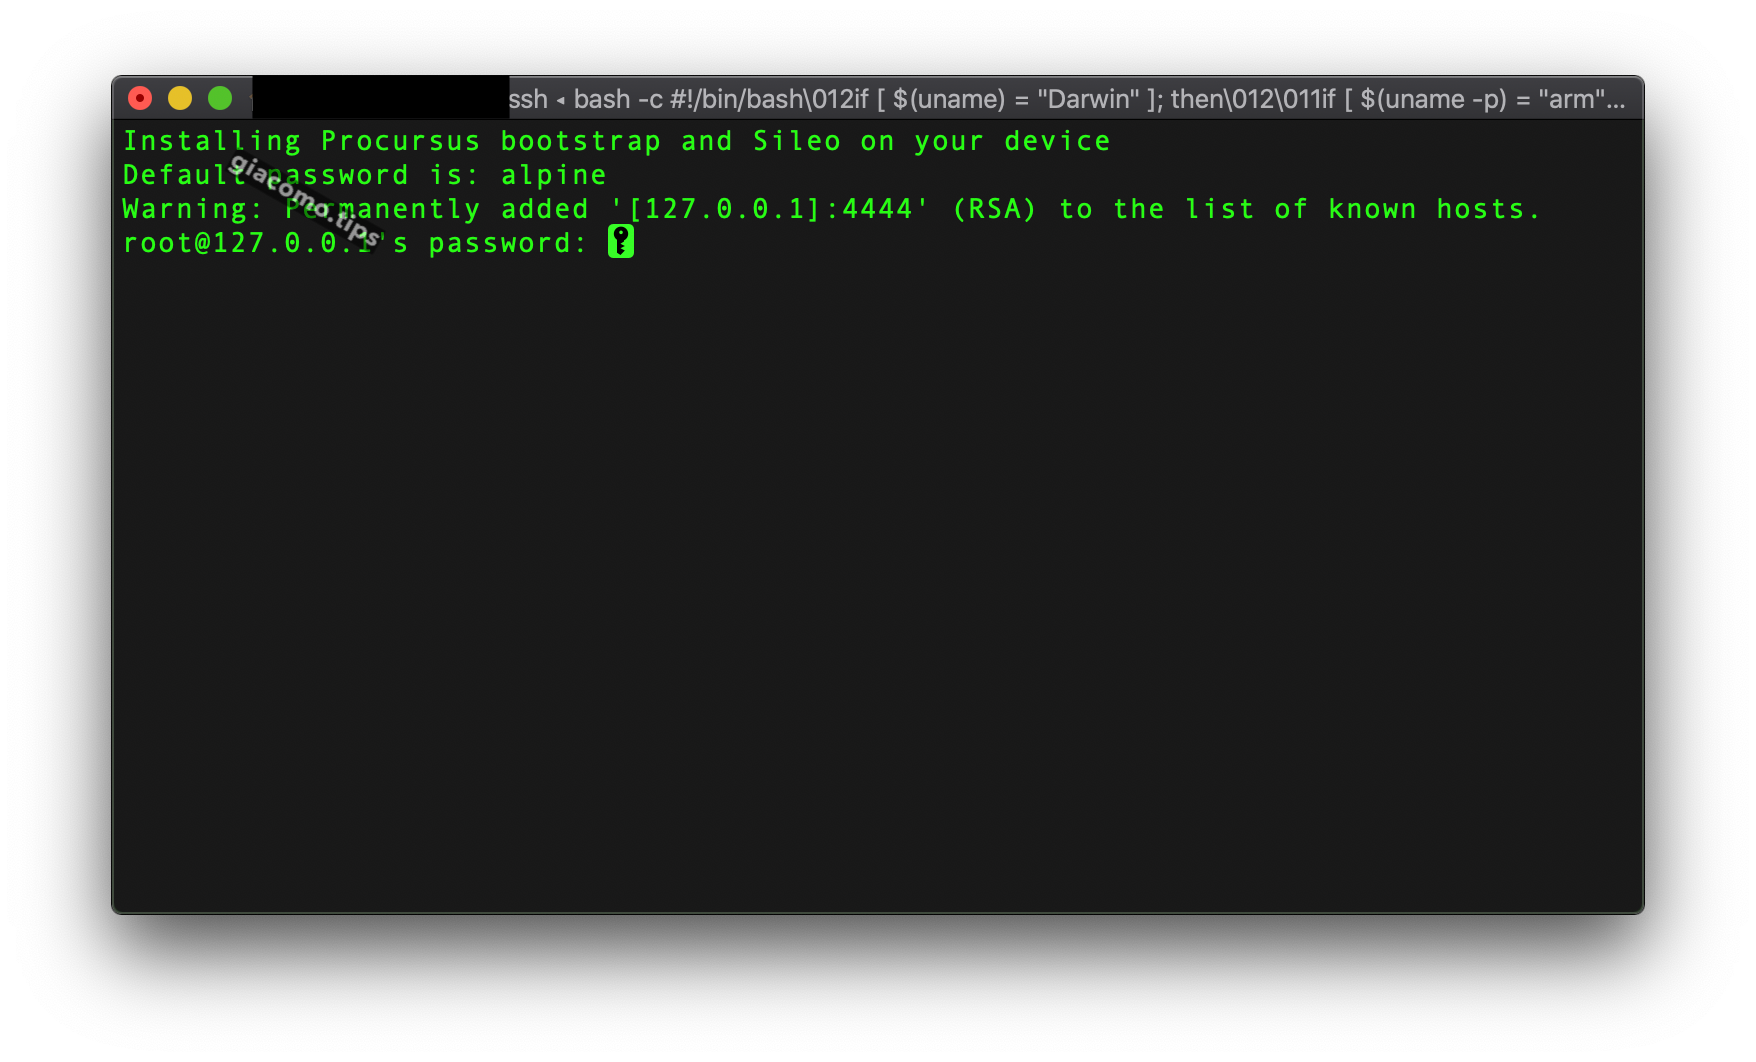 ssh ◂ bash -c #!/bin/bash\012if [ $(uname) = "Darwin" ]; then\012\011if [ $(uname -p) = "arm"...
Installing Procursus bootstrap and Sileo on your device
Default password is: alpine
Warning: Permanently added '[127.0.0.1]:4444' (RSA) to the list of known hosts.
root@127.0.0.1's password:
giacomo.tips